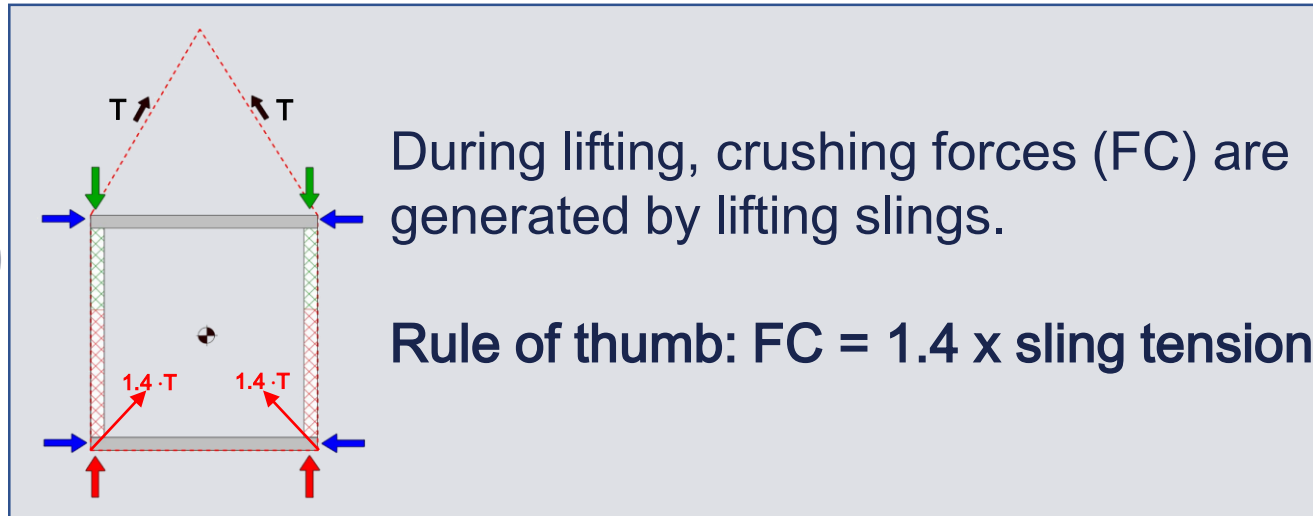 T T
During lifting, crushing forces (FC) are
generated by lifting slings.
Rule of thumb: FC = 1.4 x sling tension
1.4 ·T 1.4 ·T